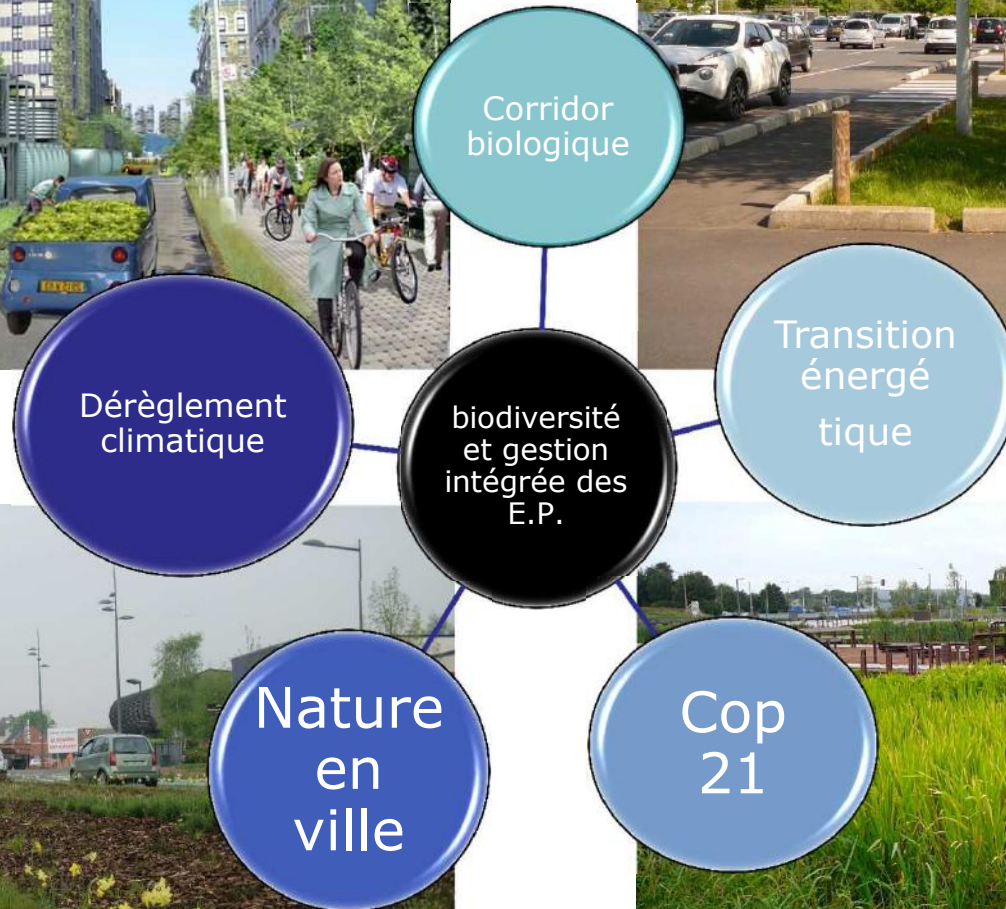 Corridor
biologique
Transition
énergé
tique
Dérèglement
climatique
biodiversité
et gestion
intégrée des
E.P.
Nature
en
ville
Cop
21